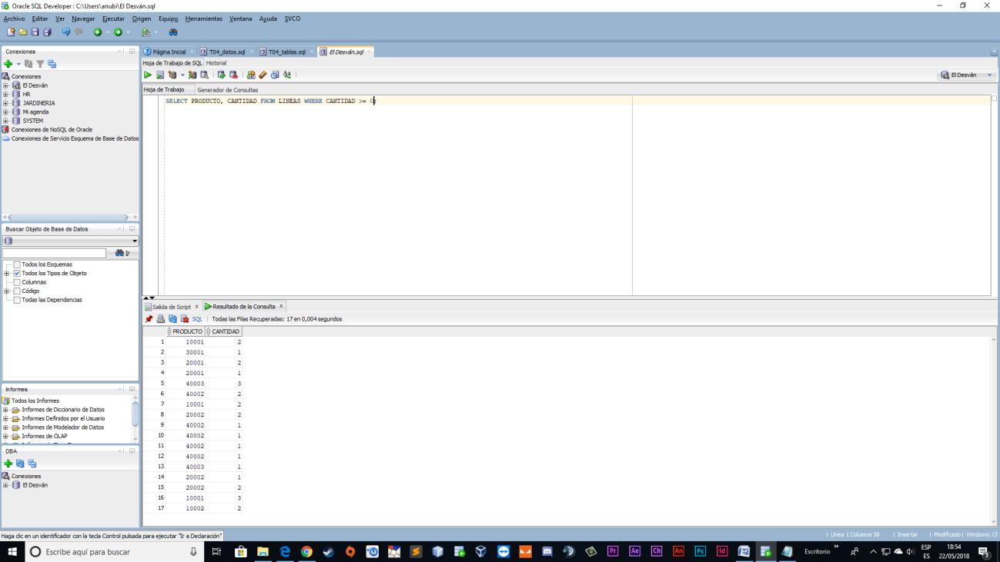 Oracle SQL Developer : C:\Users\anubi\El Desván.sql
Archivo Editar Ver Navegar Ejecutar Origen Equipo Herramientas Ventana Ayuda SVCO
Conexiones
Página Inicial T04_datos.sql T04_tablas.sql El Desván.sql
Hoja de Trabajo de SQL Historial
Conexiones
El Desván
HR
JARDINERIA
Mi agenda
SYSTEM
Conexiones de NoSQL de Oracle
Conexiones de Servicio Esquema de Base de Datos
El Desván
Hoja de Trabajo Generador de Consultas
SELECT PRODUCTO, CANTIDAD FROM LINEAS WHERE CANTIDAD >= 0;
Buscar Objeto de Base de Datos
Ir
Todos los Esquemas
Todos los Tipos de Objeto
Columnas
Código
Todas las Dependencias
Salida de Script x Resultado de la Consulta x
SQL | Todas las Filas Recuperadas: 17 en 0,004 segundos
PRODUCTO CANTIDAD
1 10001 2
2 30001 1
3 20001 2
4 20001 1
5 40003 3
6 40002 2
7 10001 2
8 20002 2
9 40002 1
10 40002 1
11 40002 1
12 40002 1
13 40003 1
14 20002 1
15 20002 2
16 10001 3
17 10002 2
Informes
Todos los Informes
Informes de Diccionario de Datos
Informes Definidos por el Usuario
Informes de Modelador de Datos
Informes de OLAP
DBA
Conexiones
El Desván
Haga clic en un identificador con la tecla Control pulsada para ejecutar "Ir a Declaración"
Línea 1 Columna 58 | Insertar | Modificado | Windows: CR
Escribe aquí para buscar
Pr Ae Ch An Ps Id
Escritorio
ESP
ES
18:54
22/05/2018
3